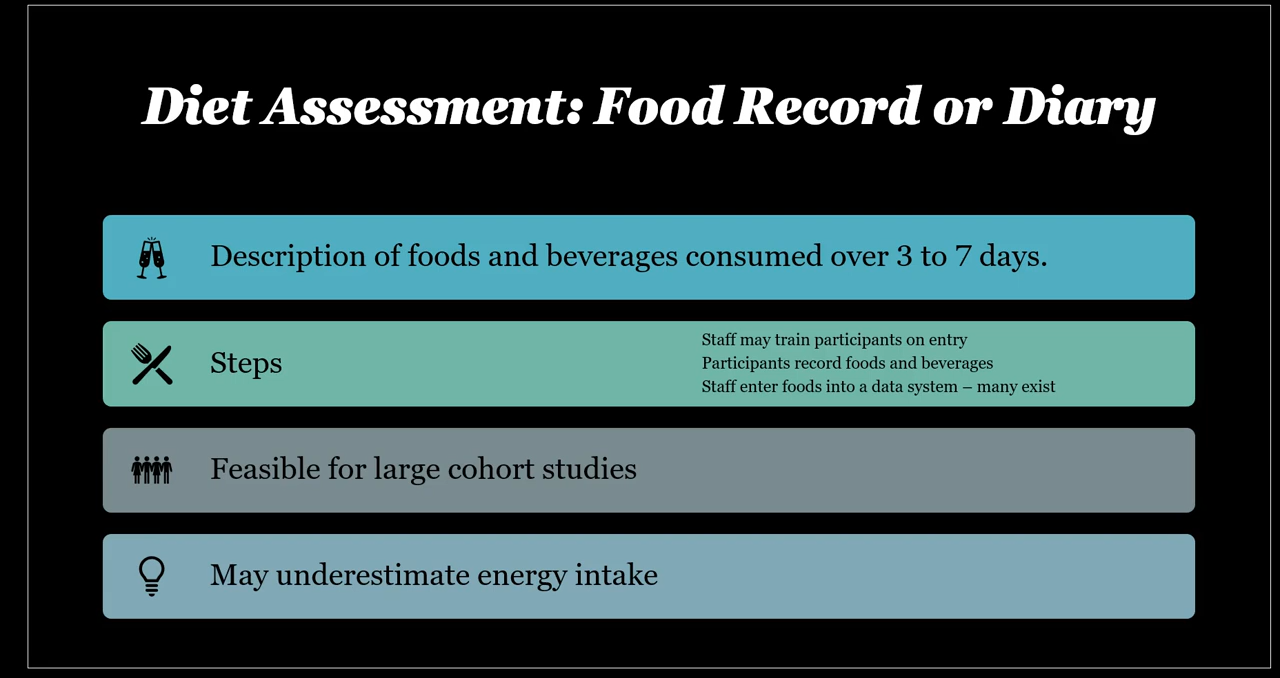 Diet Assessment: Food Record or Diary
Description of foods and beverages consumed over 3 to 7 days.
Steps
Staff may train participants on entry
Participants record foods and beverages
Staff enter foods into a data system – many exist
Feasible for large cohort studies
May underestimate energy intake